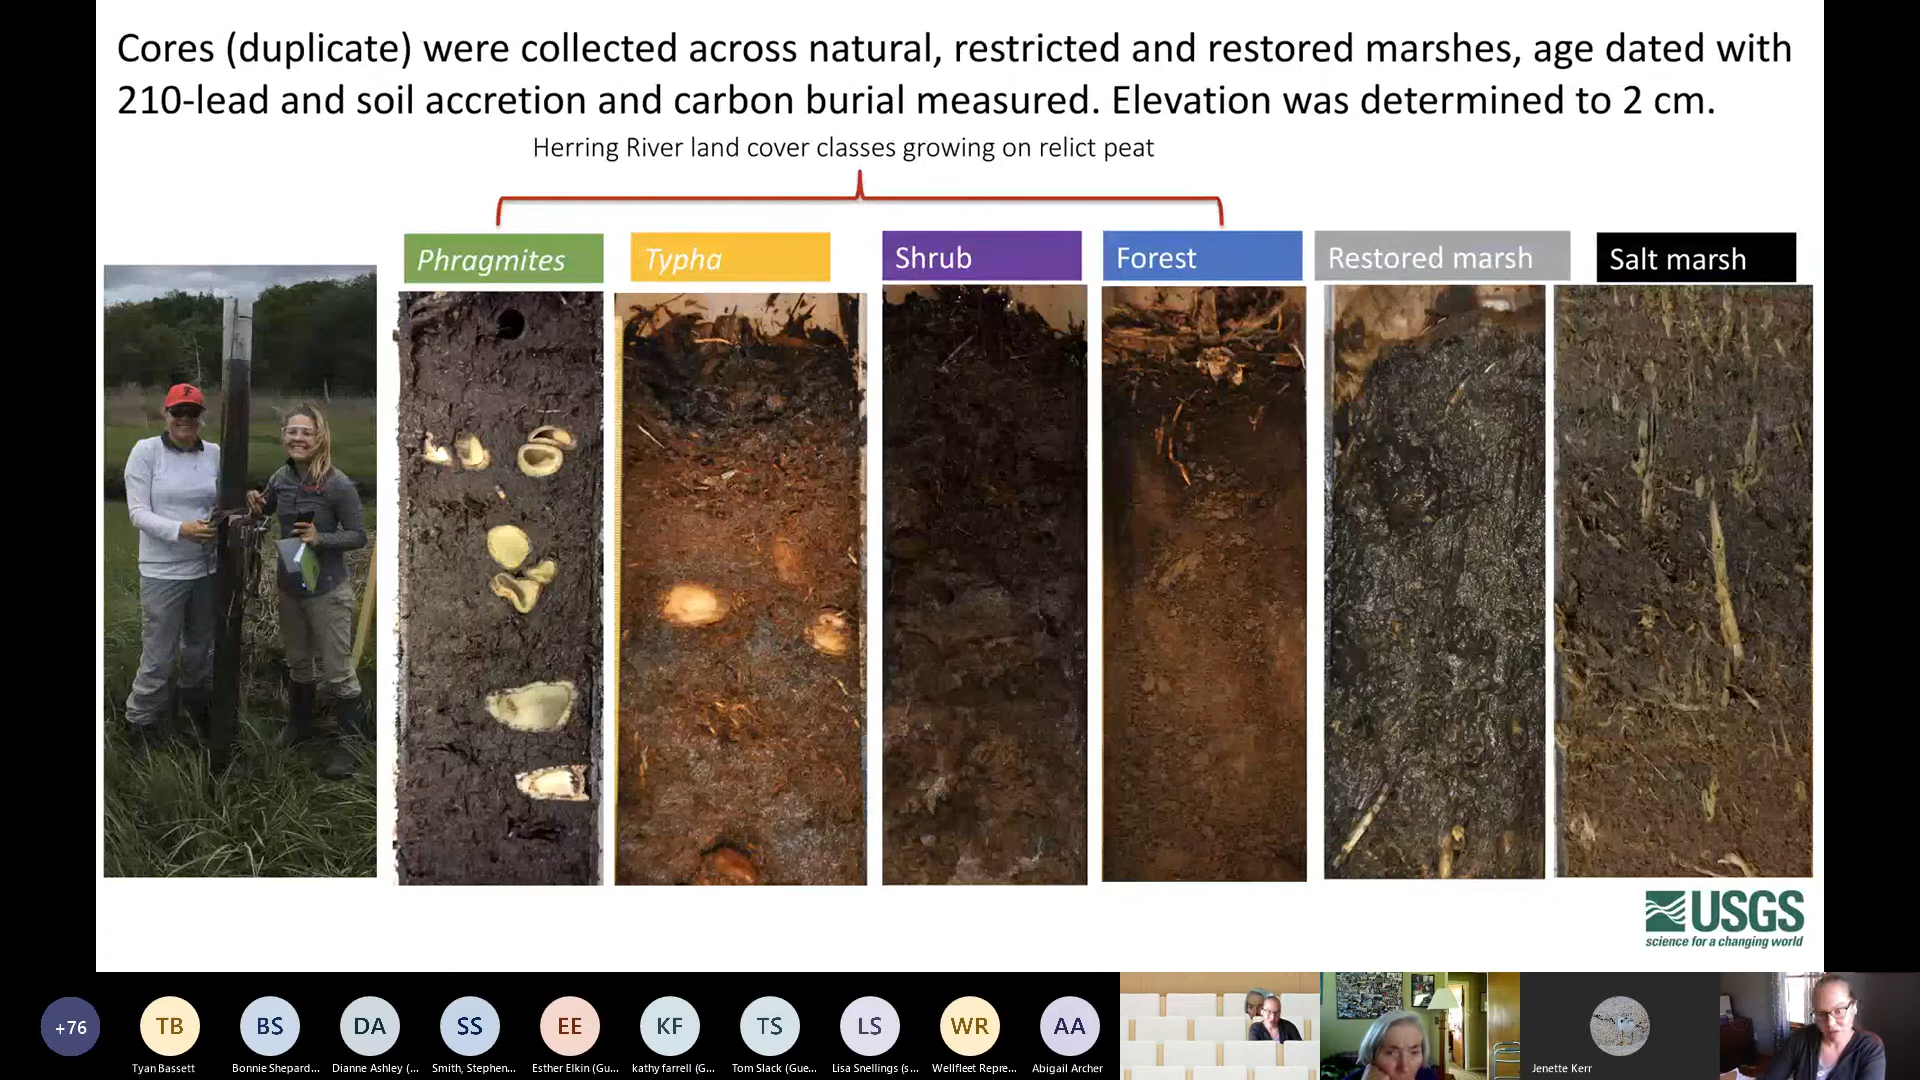 Cores (duplicate) were collected across natural, restricted and restored marshes, age dated with
210-lead and soil accretion and carbon burial measured. Elevation was determined to 2 cm.
Herring River land cover classes growing on relict peat
Phragmites
Typha
Shrub
Forest
Restored marsh
Salt marsh
USGS
science for a changing world
+76
TB
BS
DA
SS
EE
KF
TS
LS
WR
AA
Tyan Bassett
Bonnie Shepard...
Dianne Ashley (...
Smith, Stephen...
Esther Elkin (Gu...
kathy farrell (G...
Tom Slack (Gue...
Lisa Snellings (s...
Wellfleet Repre...
Abigail Archer
Jenette Kerr